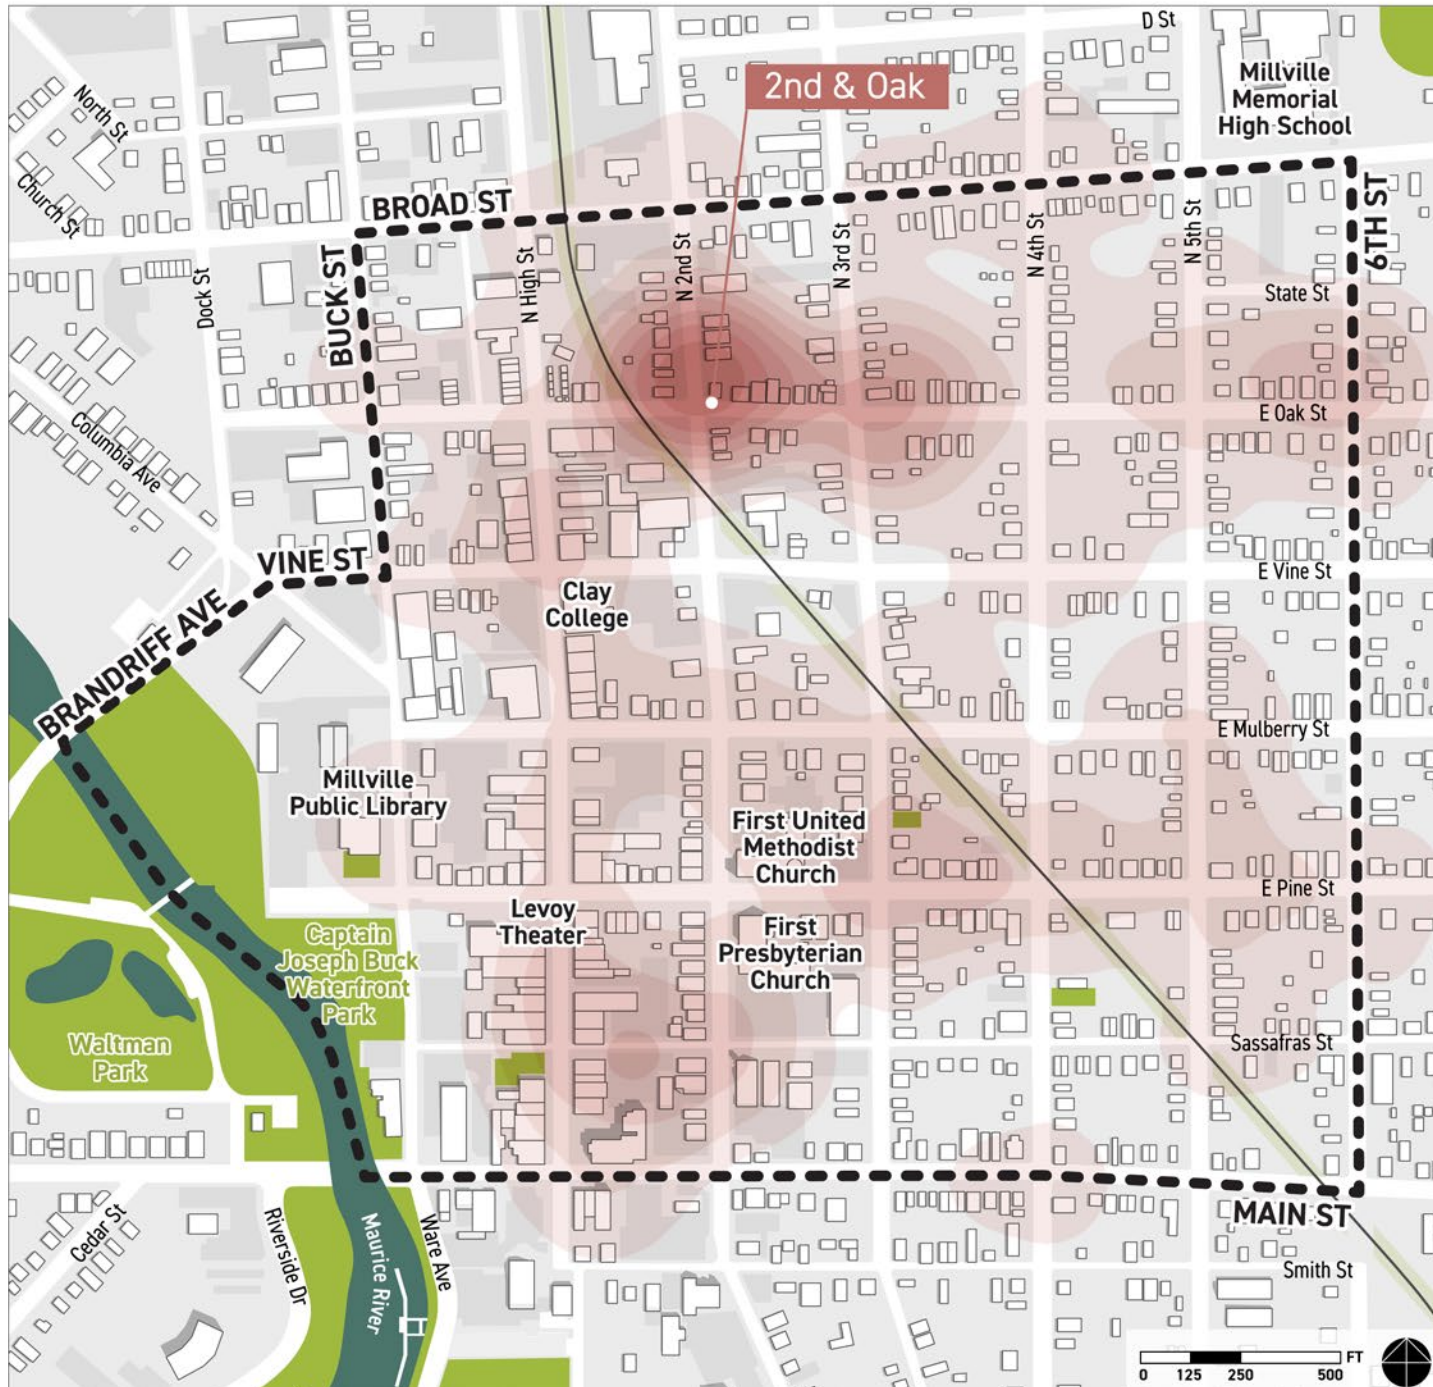 D St
2nd & Oak
Millville
Memorial
High School
North St
Church St
BROAD ST
6TH ST
BUCK ST
Dock St
N High St
N 2nd St
N 3rd St
N 4th St
N 5th St
State St
E Oak St
Columbia Ave
VINE ST
E Vine St
Clay
College
BRANDRIFF AVE
E Mulberry St
Millville
Public Library
First United
Methodist
Church
E Pine St
Levoy
Theater
First
Presbyterian
Church
Captain
Joseph Buck
Waterfront
Park
Waltman
Park
Sassafras St
MAIN ST
Cedar St
Riverside Dr
Maurice River
Ware Ave
Smith St
FT
0 125 250 500